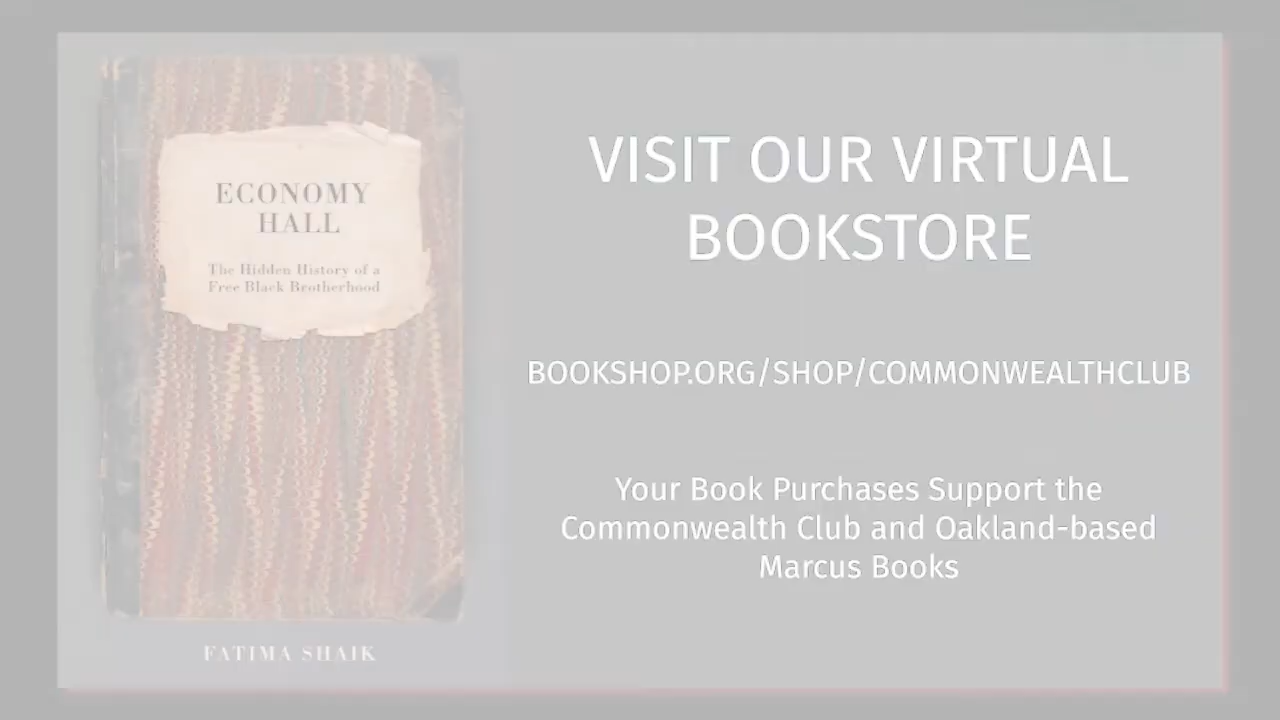 ECONOMY
HALL
The Hidden History of a
Free Black Brotherhood
FATIMA SHAIK
VISIT OUR VIRTUAL
BOOKSTORE
BOOKSHOP.ORG/SHOP/COMMONWEALTHCLUB
Your Book Purchases Support the
Commonwealth Club and Oakland-based
Marcus Books